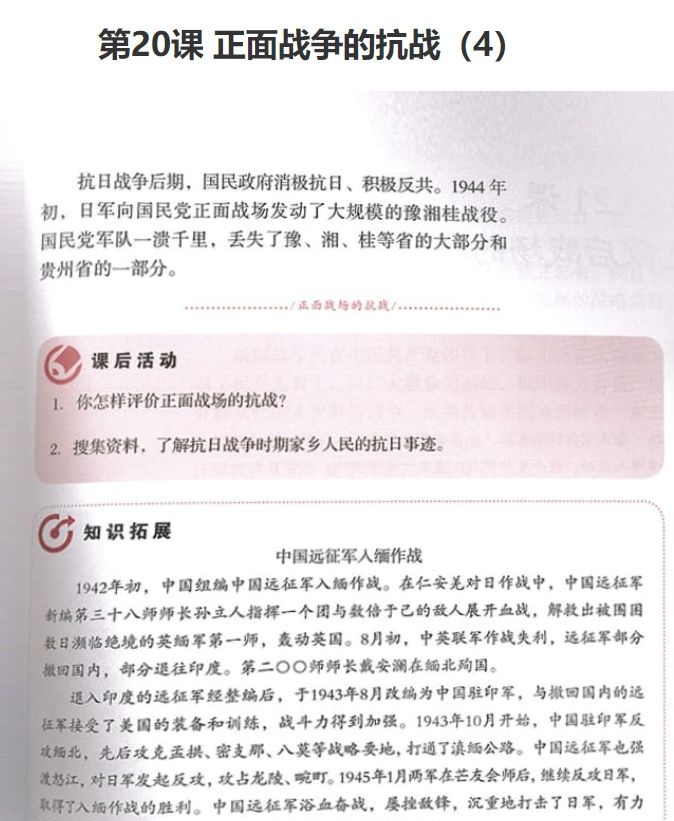 第20课 正面战争的抗战（4）
抗日战争后期，国民政府消极抗日、积极反共。1944 年
初，日军向国民党正面战场发动了大规模的豫湘桂战役。
国民党军队一溃千里，丢失了豫、湘、桂等省的大部分和
贵州省的一部分。
/正面战场的抗战/
课后活动
1. 你怎样评价正面战场的抗战？
2. 搜集资料，了解抗日战争时期家乡人民的抗日事迹。
知识拓展
中国远征军入缅作战
1942年初，中国组编中国远征军入缅作战。在仁安羌对日作战中，中国远征军
新编第三十八师师长孙立人指挥一个团与数倍于己的敌人展开血战，解救出被围困
数日濒临绝境的英缅军第一师，轰动英国。8月初，中英联军作战失利，远征军部分
撤回国内，部分退往印度。第二〇〇师师长戴安澜在缅北殉国。
退入印度的远征军经整编后，于1943年8月改编为中国驻印军，与撤回国内的远
征军接受了美国的装备和训练，战斗力得到加强。1943年10月开始，中国驻印军反
攻缅北，先后攻克孟拱、密支那、八莫等战略要地，打通了滇缅公路。中国远征军也强
渡怒江，对日军发起反攻，攻占龙陵、畹町。1945年1月两军在芒友会师后，继续反攻日军，
取得了入缅作战的胜利。中国远征军浴血奋战，屡挫敌锋，沉重地打击了日军，有力